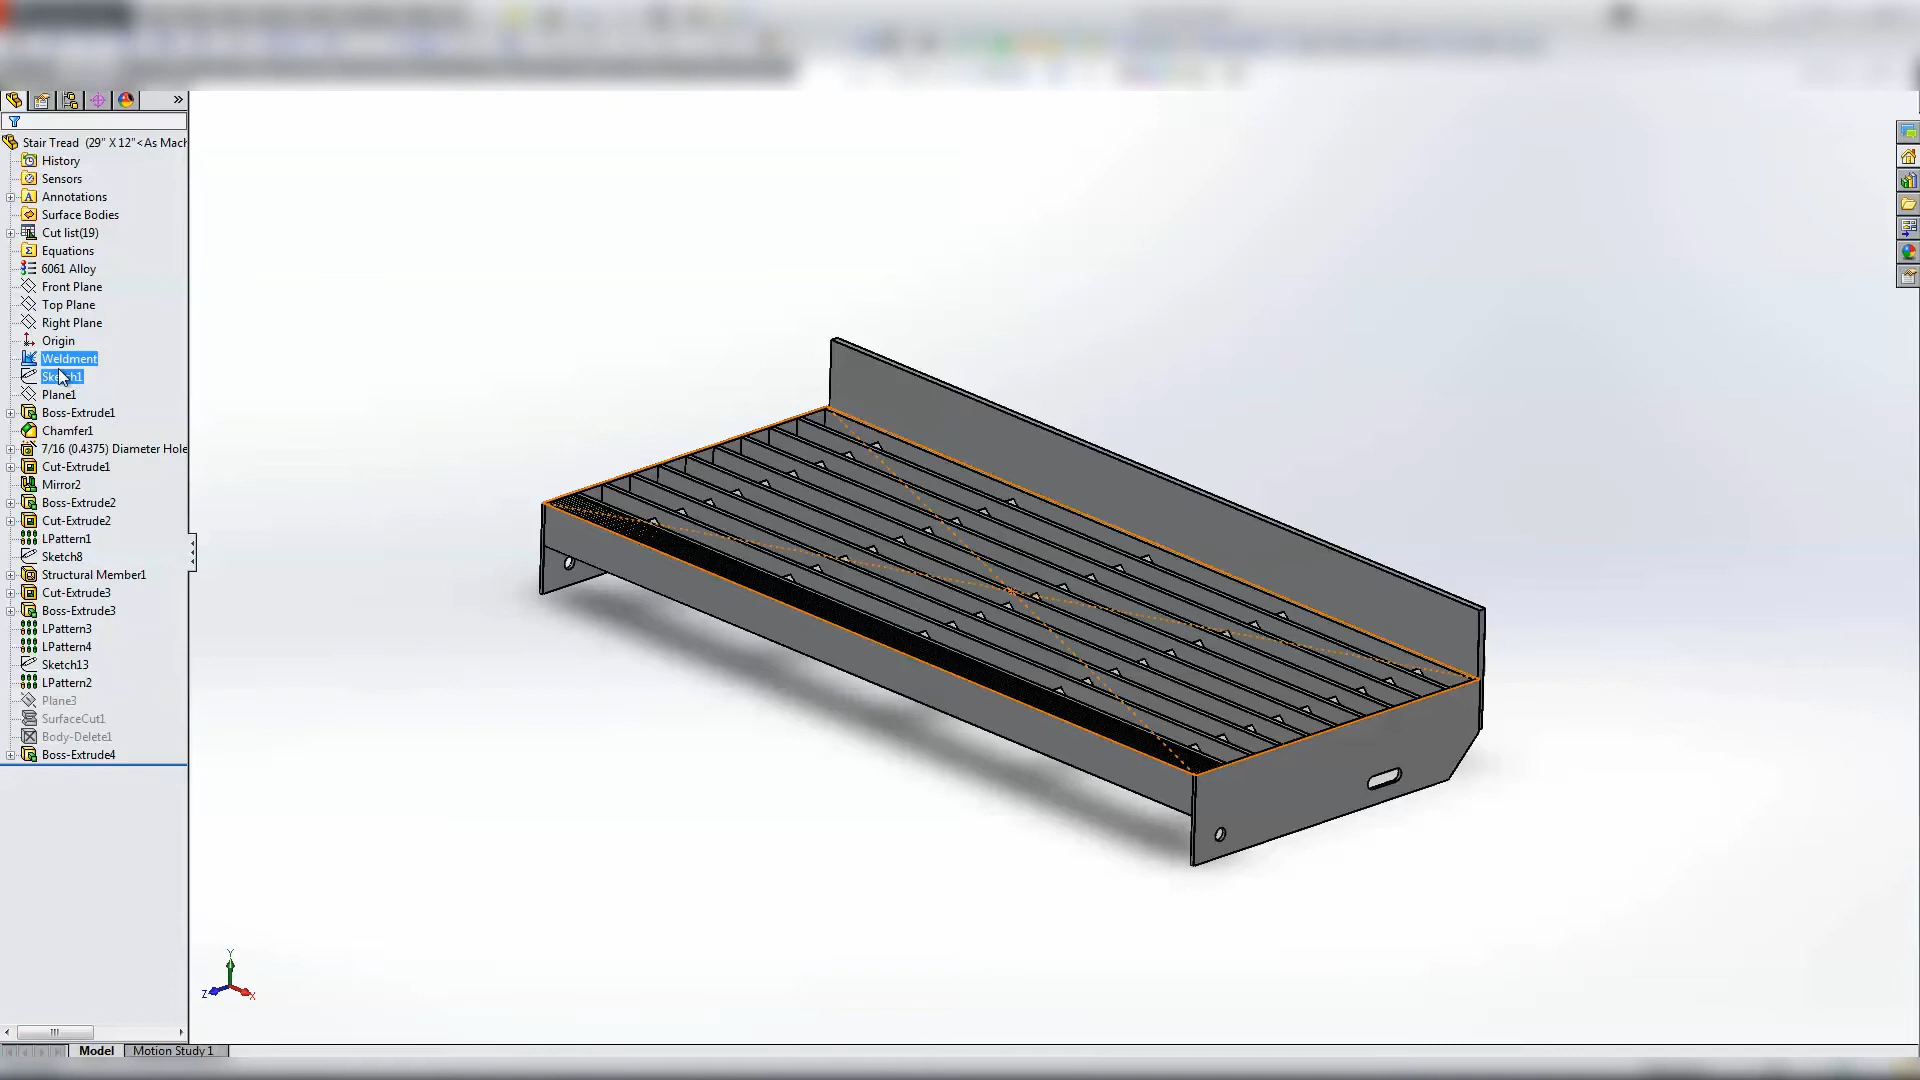 Stair Tread (29" X 12"<As Mach
History
Sensors
Annotations
Surface Bodies
Cut list(19)
Equations
6061 Alloy
Front Plane
Top Plane
Right Plane
Origin
Weldment
Sketch1
Plane1
Boss-Extrude1
Chamfer1
7/16 (0.4375) Diameter Hole
Cut-Extrude1
Mirror2
Boss-Extrude2
Cut-Extrude2
LPattern1
Sketch8
Structural Member1
Cut-Extrude3
Boss-Extrude3
LPattern3
LPattern4
Sketch13
LPattern2
Plane3
SurfaceCut1
Body-Delete1
Boss-Extrude4
Y
Z
X
Model
Motion Study 1